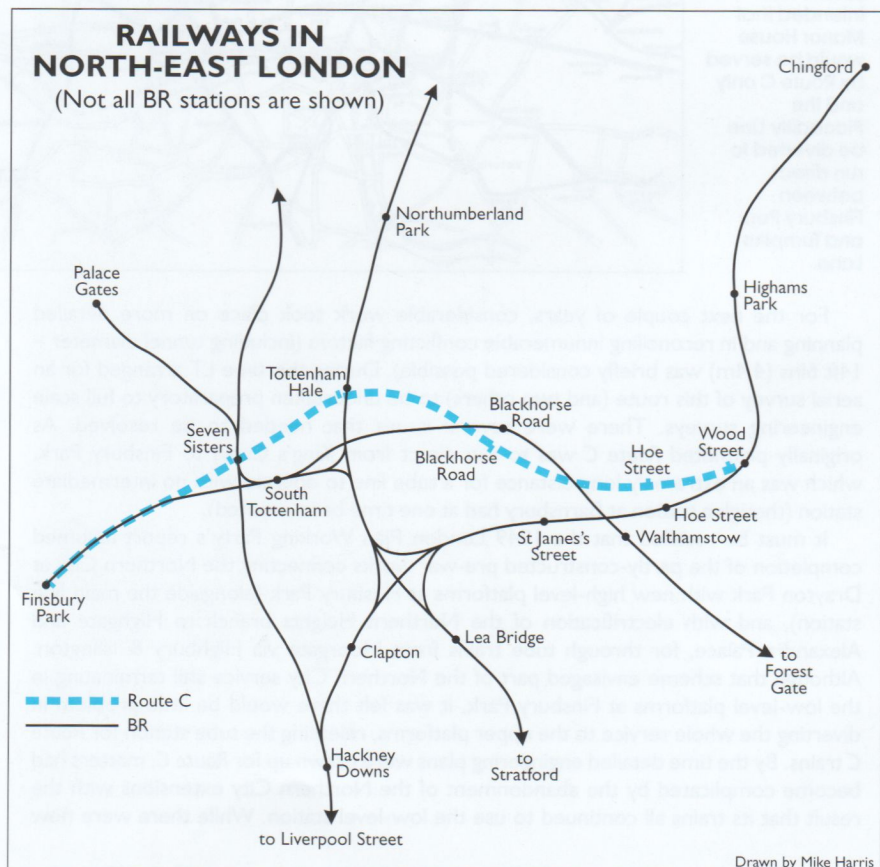 RAILWAYS IN
NORTH-EAST LONDON
(Not all BR stations are shown)
Chingford
Northumberland
Park
Palace
Gates
Highams
Park
Tottenham
Hale
Blackhorse
Road
Seven
Sisters
Blackhorse
Road
Hoe
Street
Wood
Street
South
Tottenham
Hoe Street
St James's
Street
Walthamstow
Finsbury
Park
Clapton
Lea Bridge
to
Forest
Gate
Route C
BR
Hackney
Downs
to
Stratford
to Liverpool Street
Drawn by Mike Harris